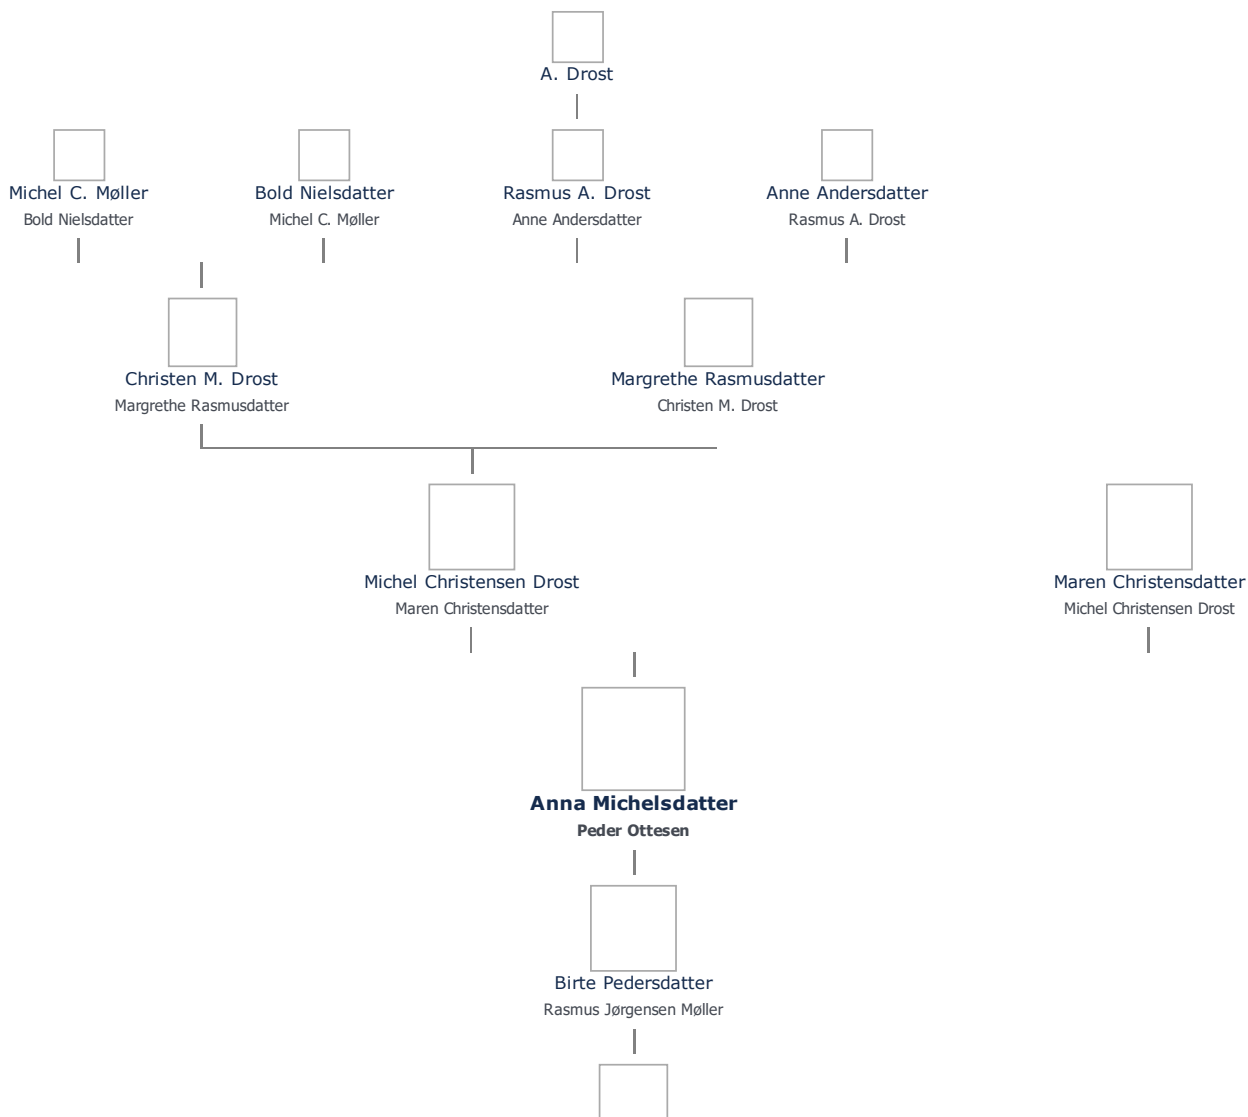 A. Drost
Michel C. Møller
Bold Nielsdatter
Bold Nielsdatter
Michel C. Møller
Rasmus A. Drost
Anne Andersdatter
Anne Andersdatter
Rasmus A. Drost
Christen M. Drost
Margrethe Rasmusdatter
Margrethe Rasmusdatter
Christen M. Drost
Michel Christensen Drost
Maren Christensdatter
Maren Christensdatter
Michel Christensen Drost
Anna Michelsdatter
Peder Ottesen
Birte Pedersdatter
Rasmus Jørgensen Møller